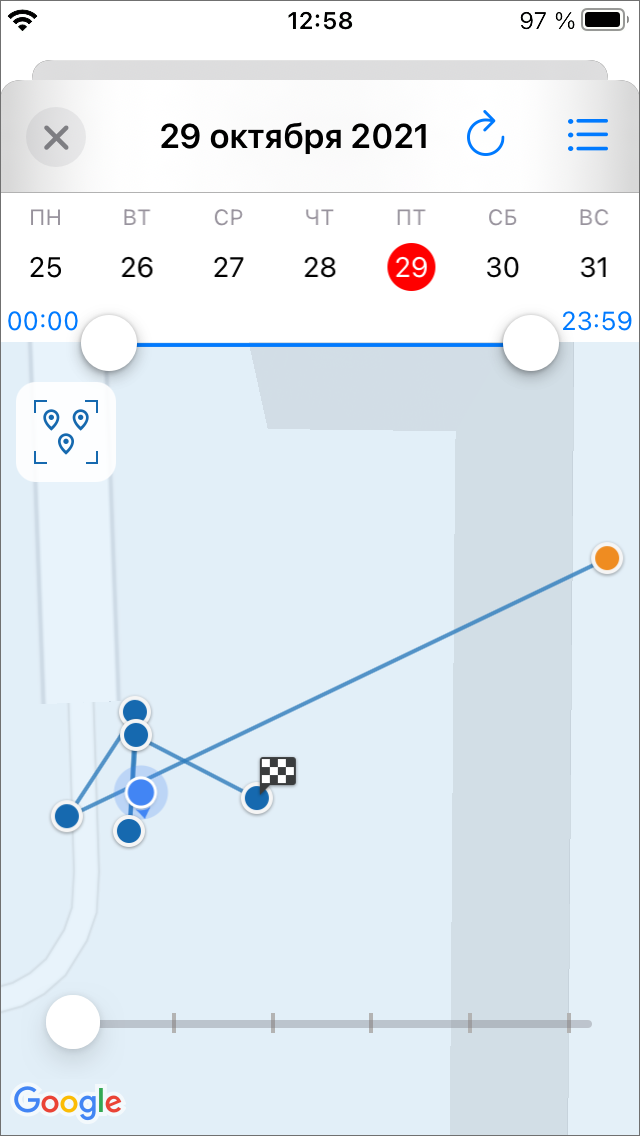 12:58 97 %
29 октября 2021
ПН ВТ СР ЧТ ПТ СБ ВС
25 26 27 28 29 30 31
00:00 23:59
Google